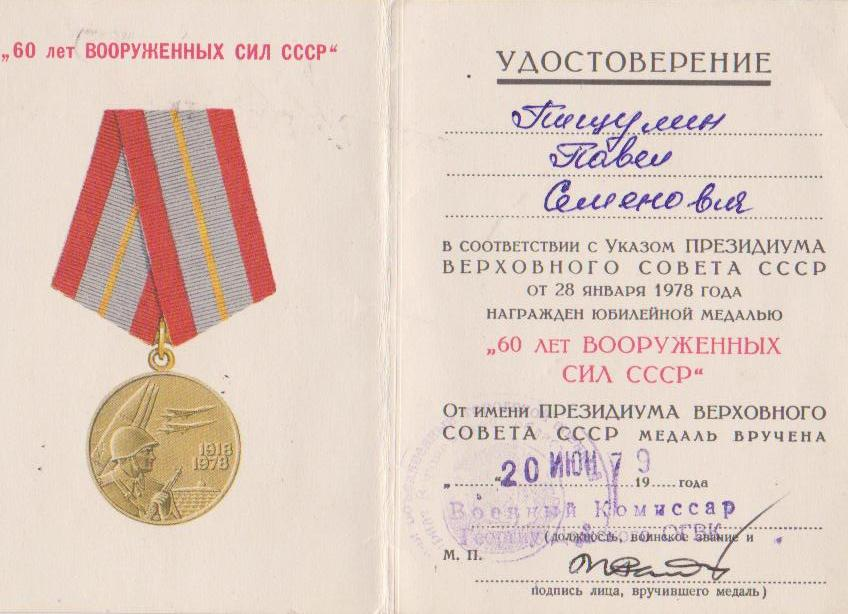 „60 лет ВООРУЖЕННЫХ СИЛ СССР“
1918
1978
УДОСТОВЕРЕНИЕ
Пищулин
Павел
Семенович
В СООТВЕТСТВИИ С УКАЗОМ ПРЕЗИДИУМА
ВЕРХОВНОГО СОВЕТА СССР
ОТ 28 ЯНВАРЯ 1978 ГОДА
НАГРАЖДЕН ЮБИЛЕЙНОЙ МЕДАЛЬЮ
„60 ЛЕТ ВООРУЖЕННЫХ
СИЛ СССР“
От имени ПРЕЗИДИУМА ВЕРХОВНОГО
СОВЕТА СССР МЕДАЛЬ ВРУЧЕНА
„ “ 20 ИЮН 79 19 года
Военный Комиссар
ОГВК
(должность, воинское звание и
М. П.
подпись лица, вручившего медаль)